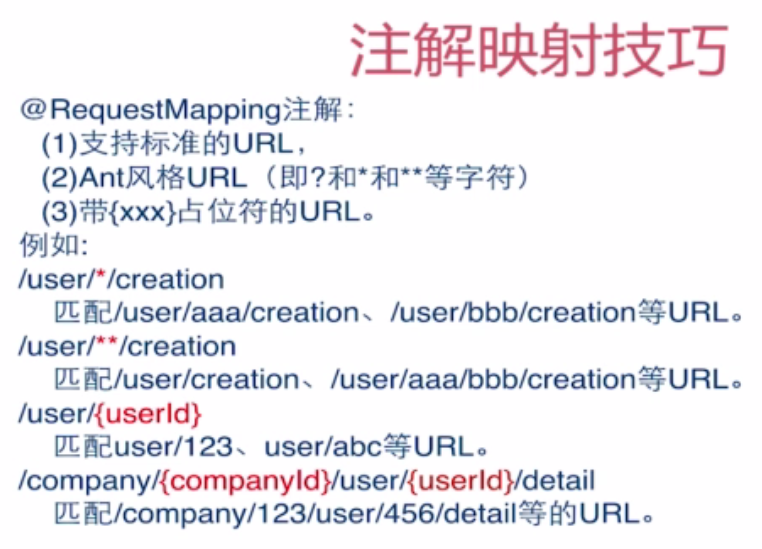 注解映射技巧
@RequestMapping注解：
(1)支持标准的URL，
(2)Ant风格URL（即?和*和**等字符）
(3)带{xxx}占位符的URL。
例如:
/user/*/creation
匹配/user/aaa/creation、/user/bbb/creation等URL。
/user/**/creation
匹配/user/creation、/user/aaa/bbb/creation等URL。
/user/{userId}
匹配user/123、user/abc等URL。
/company/{companyId}/user/{userId}/detail
匹配/company/123/user/456/detail等的URL。